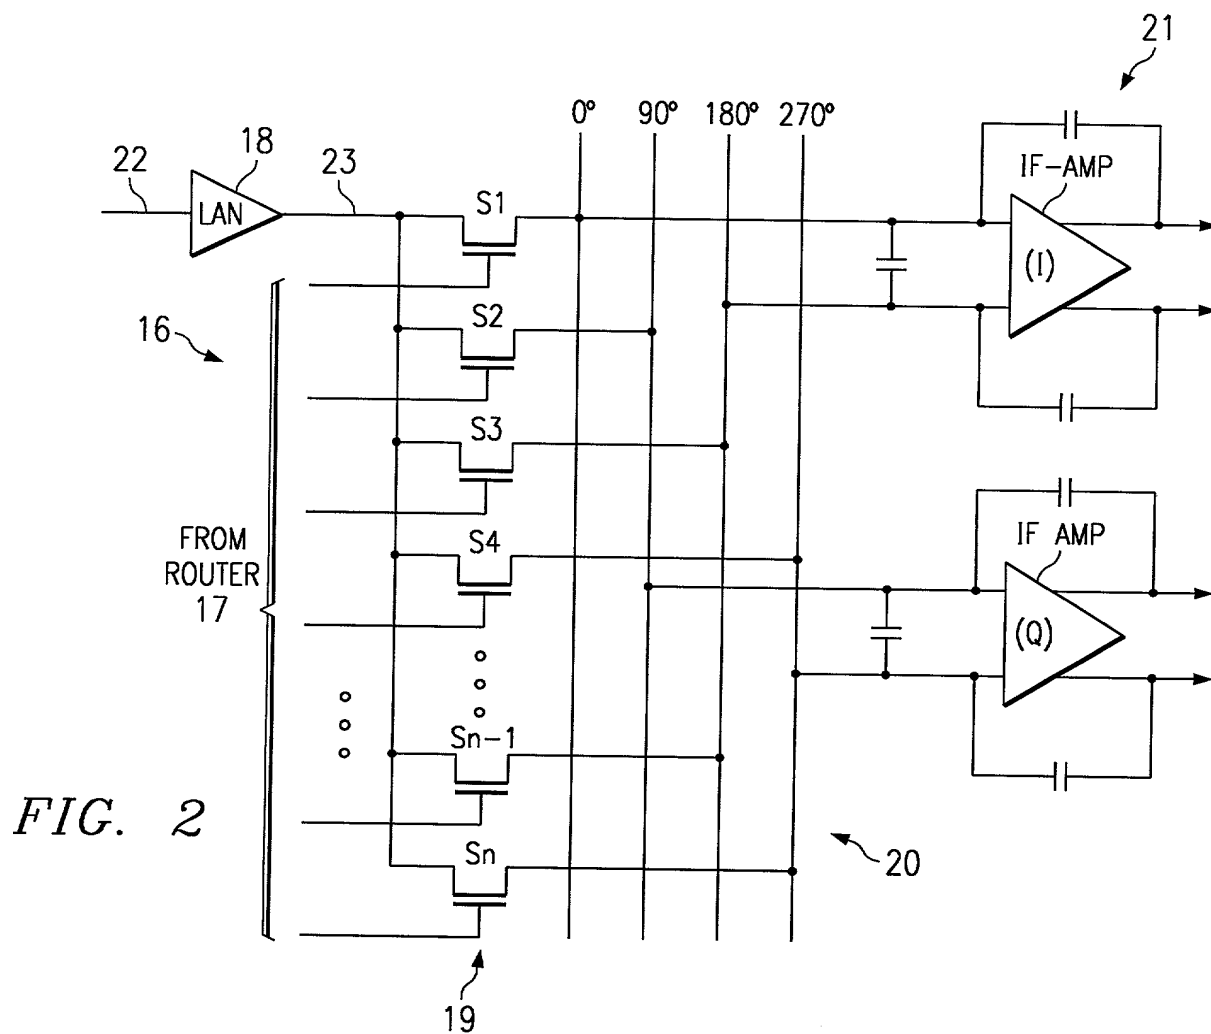 21
0° 90° 180° 270°
18
22
23
LAN
S1
IF-AMP
(I)
16
S2
S3
FROM
ROUTER
17
S4
IF AMP
(Q)
Sn-1
FIG. 2
Sn
20
19